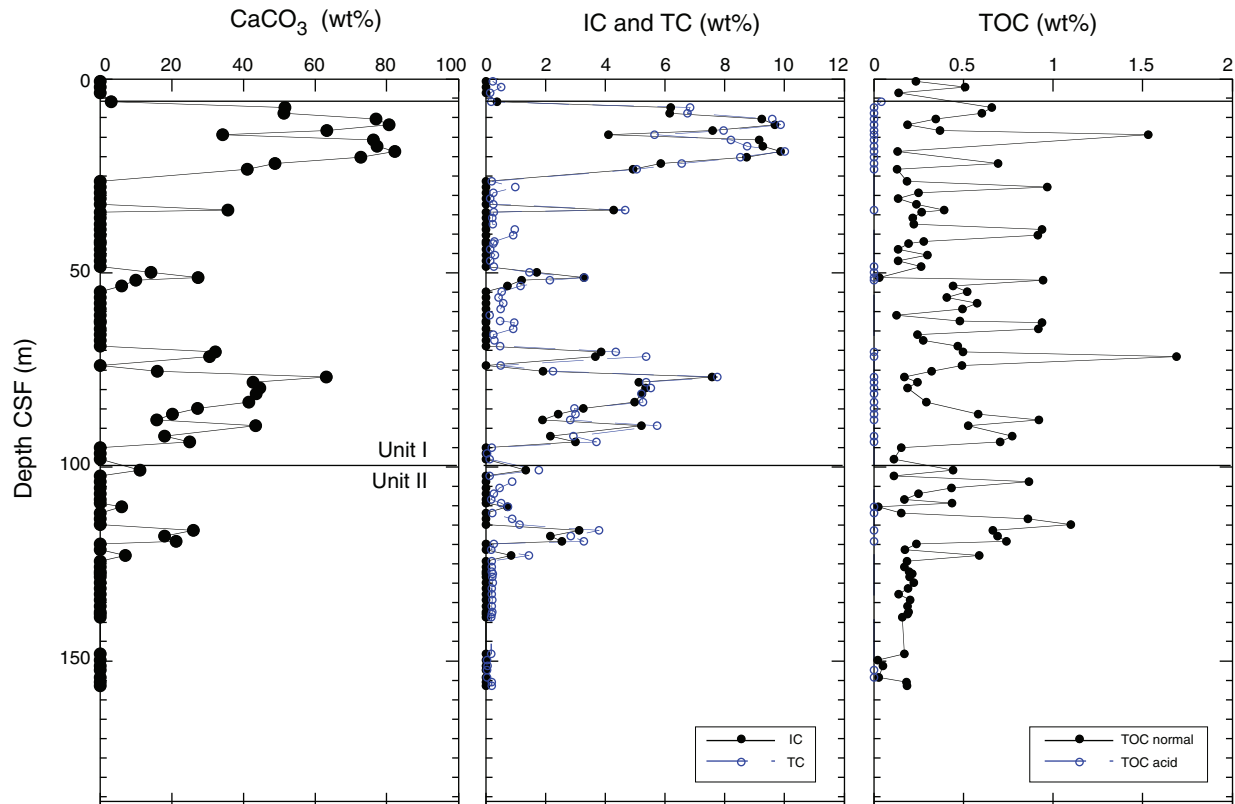 CaCO3 (wt%)
IC and TC (wt%)
TOC (wt%)
0 20 40 60 80 100
0 2 4 6 8 10 12
0 0.5 1 1.5 2
0
50
100
150
Depth CSF (m)
Unit I
Unit II
IC
TC
TOC normal
TOC acid